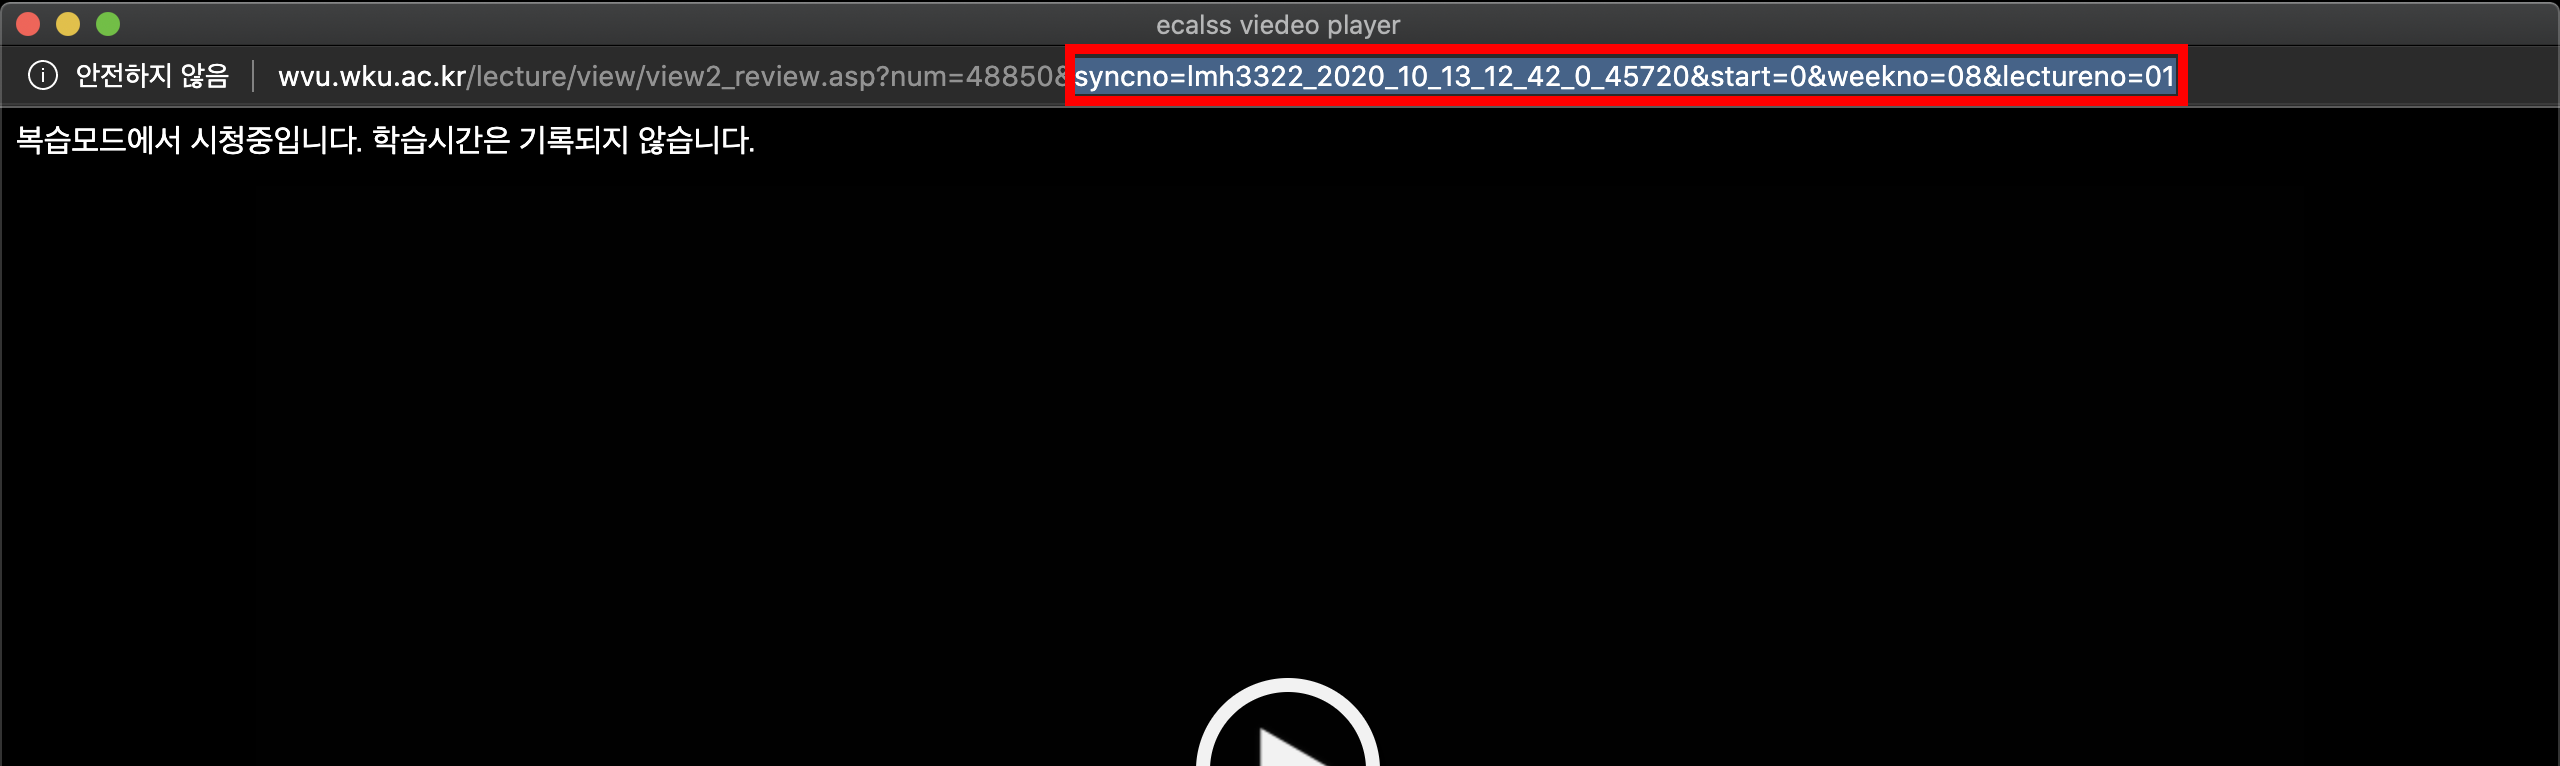 ecalss viedeo player
안전하지 않음 wvu.wku.ac.kr/lecture/view/view2_review.asp?num=48850&syncno=lmh3322_2020_10_13_12_42_0_45720&start=0&weekno=08&lectureno=01
복습모드에서 시청중입니다. 학습시간은 기록되지 않습니다.